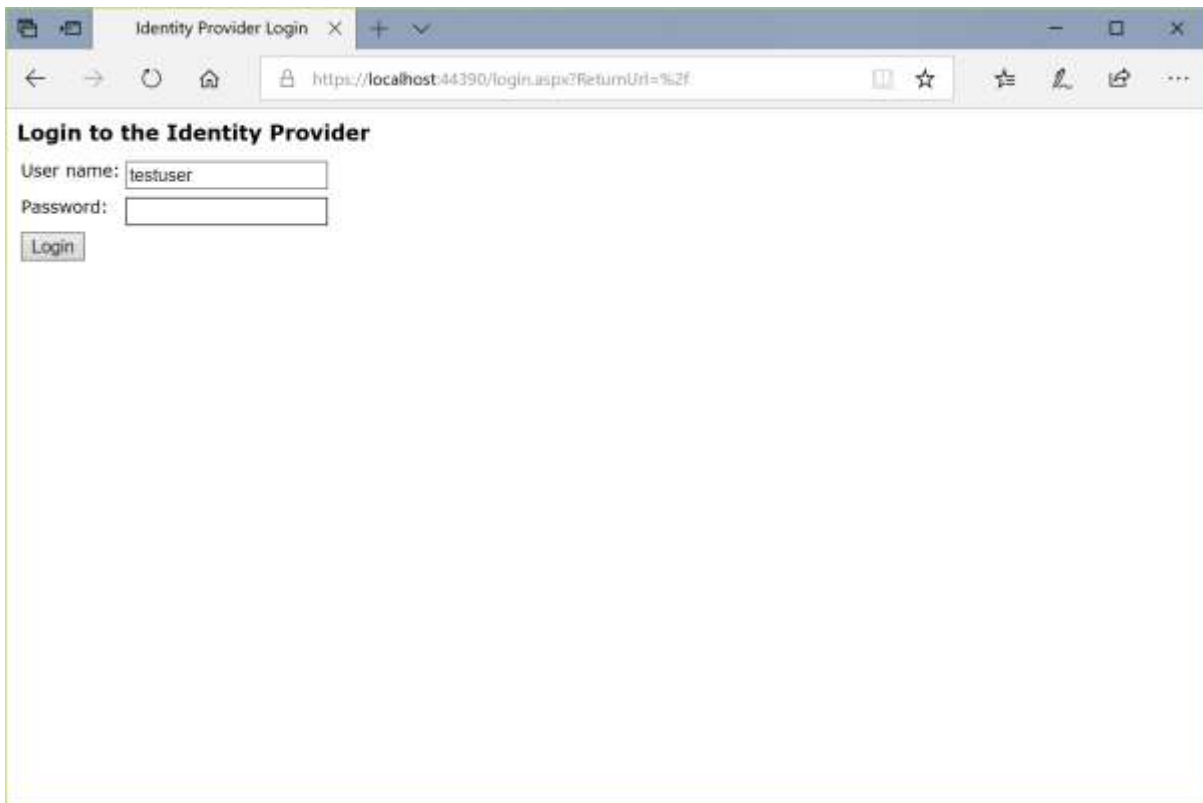 Identity Provider Login
https://localhost:44390/login.aspx?ReturnUrl=%2f
Login to the Identity Provider
User name: testuser
Password:
Login